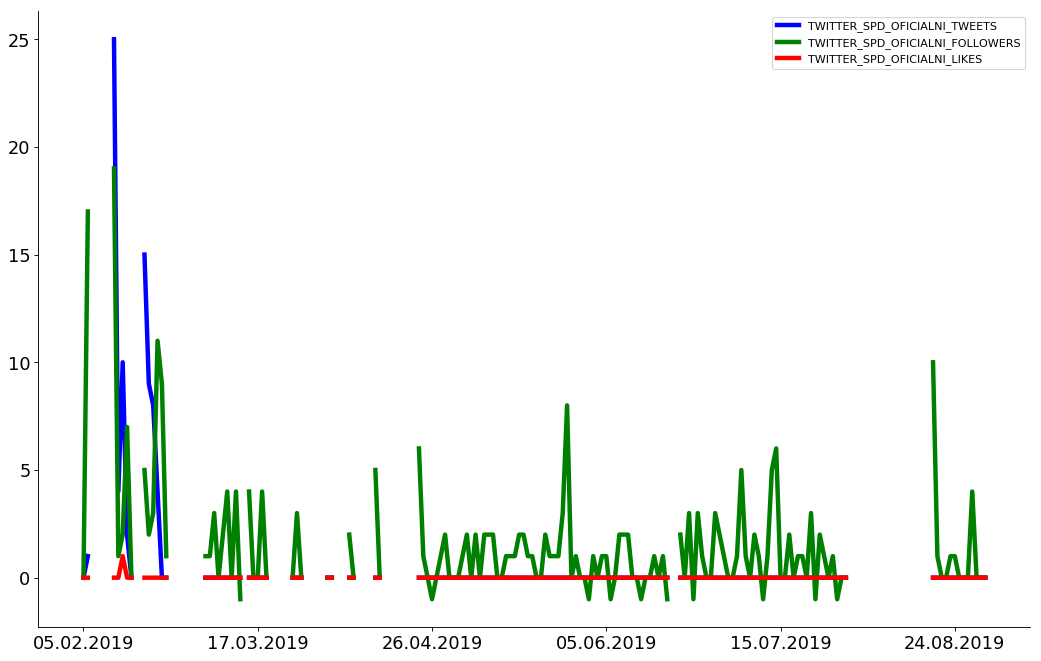 TWITTER_SPD_OFICIALNI_TWEETS
TWITTER_SPD_OFICIALNI_FOLLOWERS
TWITTER_SPD_OFICIALNI_LIKES
25
20
15
10
5
0
05.02.2019 17.03.2019 26.04.2019 05.06.2019 15.07.2019 24.08.2019